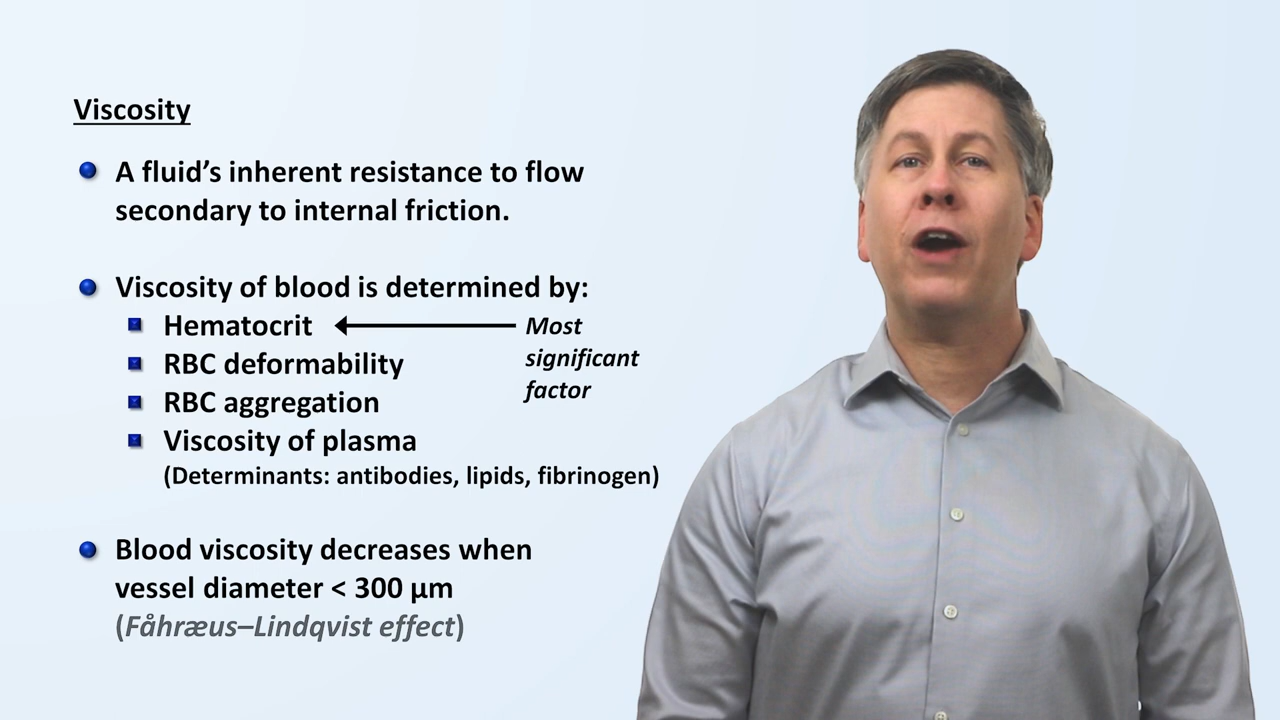 Viscosity
A fluid’s inherent resistance to flow
secondary to internal friction.
Viscosity of blood is determined by:
Hematocrit
Most
significant
factor
RBC deformability
RBC aggregation
Viscosity of plasma
(Determinants: antibodies, lipids, fibrinogen)
Blood viscosity decreases when
vessel diameter < 300 μm
(Fåhræus–Lindqvist effect)